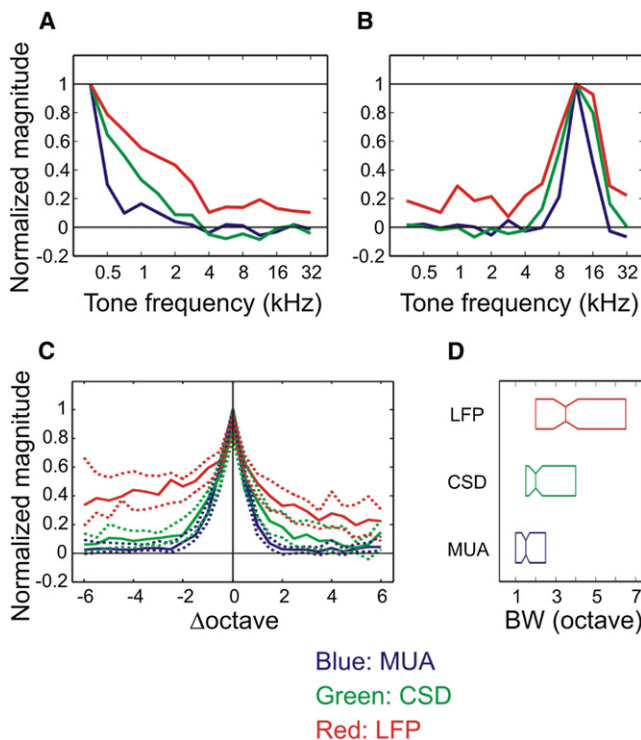 A
B
Normalized magnitude
1
0.8
0.6
0.4
0.2
0
-0.2
0.5 1 2 4 8 16 32
Tone frequency (kHz)
1
0.8
0.6
0.4
0.2
0
-0.2
0.5 1 2 4 8 16 32
Tone frequency (kHz)
C
D
Normalized magnitude
1
0.8
0.6
0.4
0.2
0
-0.2
-6 -4 -2 0 2 4 6
Δoctave
LFP
CSD
MUA
1 3 5 7
BW (octave)
Blue: MUA
Green: CSD
Red: LFP